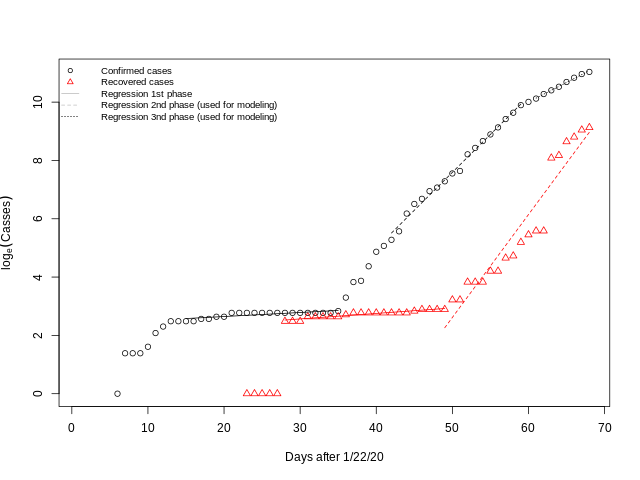 Confirmed cases
Recovered cases
Regression 1st phase
Regression 2nd phase (used for modeling)
Regression 3nd phase (used for modeling)
10
8
6
4
2
0
logₑ(Casses)
0 10 20 30 40 50 60 70
Days after 1/22/20